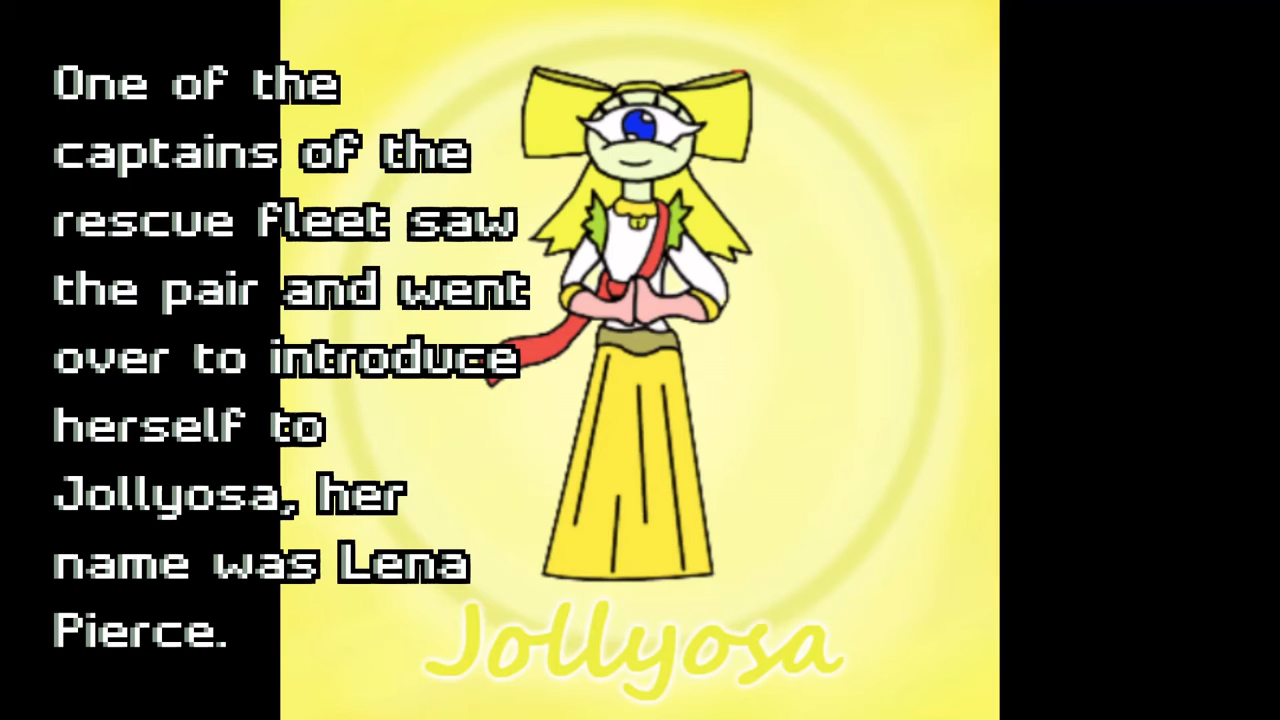 One of the
captains of the
rescue fleet saw
the pair and went
over to introduce
herself to
Jollyosa, her
name was Lena
Pierce.
Jollyosa